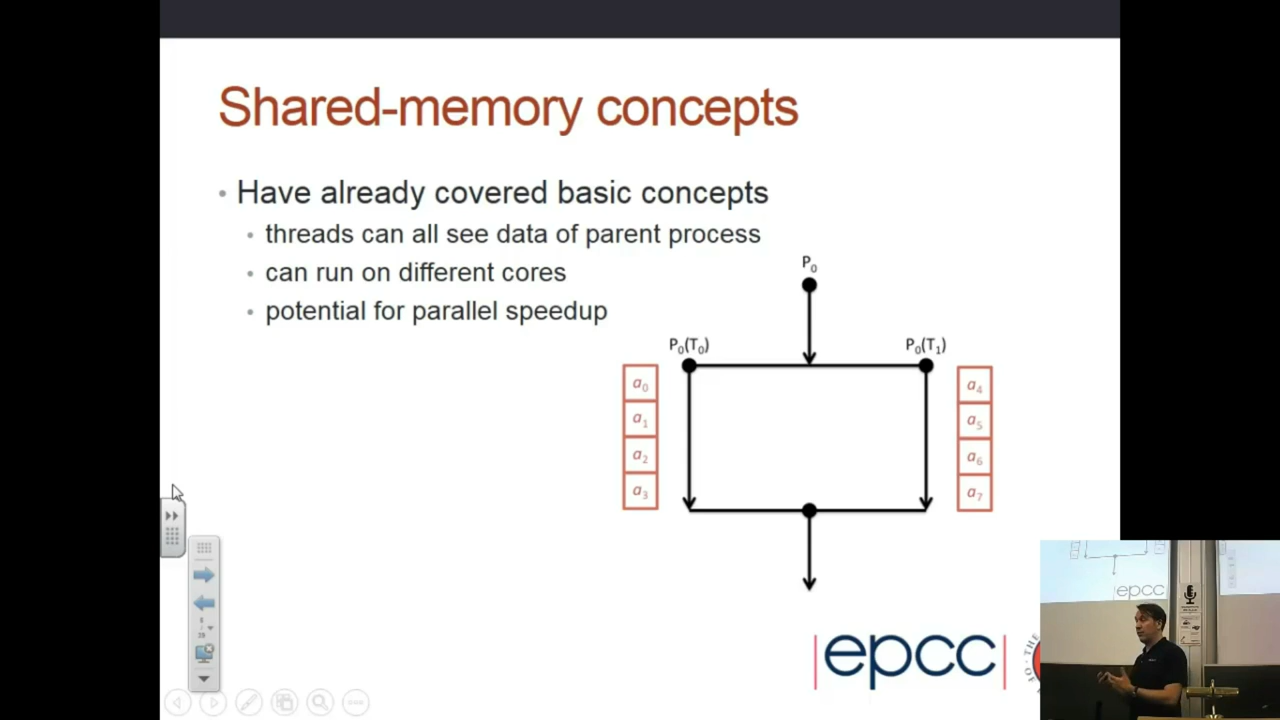 Shared-memory concepts
• Have already covered basic concepts
• threads can all see data of parent process
• can run on different cores
• potential for parallel speedup
P₀
P₀(T₀)
P₀(T₁)
a₀
a₁
a₂
a₃
a₄
a₅
a₆
a₇
|epcc|
|epcc